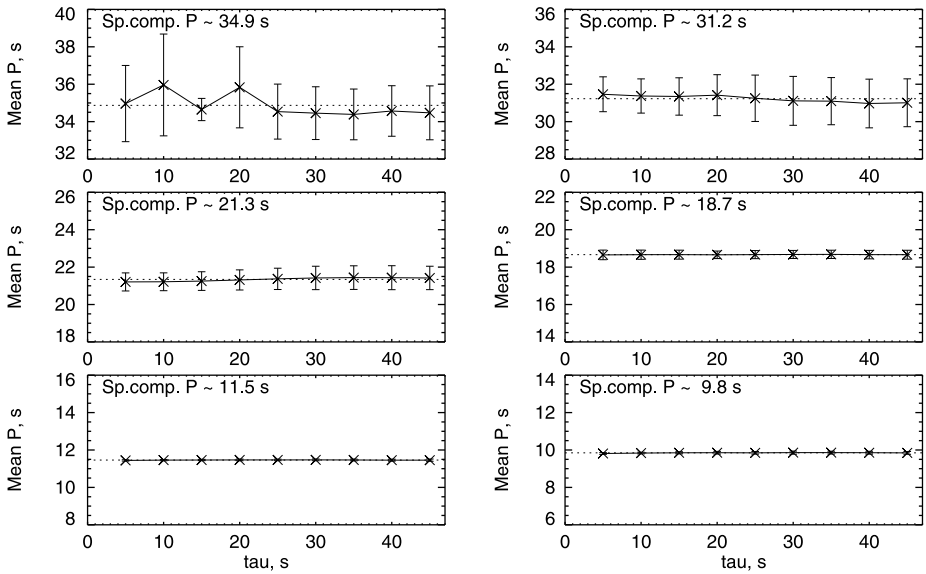 Sp.comp. P ~ 34.9 s
Mean P, s
40
38
36
34
32
0 10 20 30 40
Sp.comp. P ~ 31.2 s
Mean P, s
36
34
32
30
28
0 10 20 30 40
Sp.comp. P ~ 21.3 s
Mean P, s
26
24
22
20
18
0 10 20 30 40
Sp.comp. P ~ 18.7 s
Mean P, s
22
20
18
16
14
0 10 20 30 40
Sp.comp. P ~ 11.5 s
Mean P, s
16
14
12
10
8
0 10 20 30 40
tau, s
Sp.comp. P ~  9.8 s
Mean P, s
14
12
10
8
6
0 10 20 30 40
tau, s